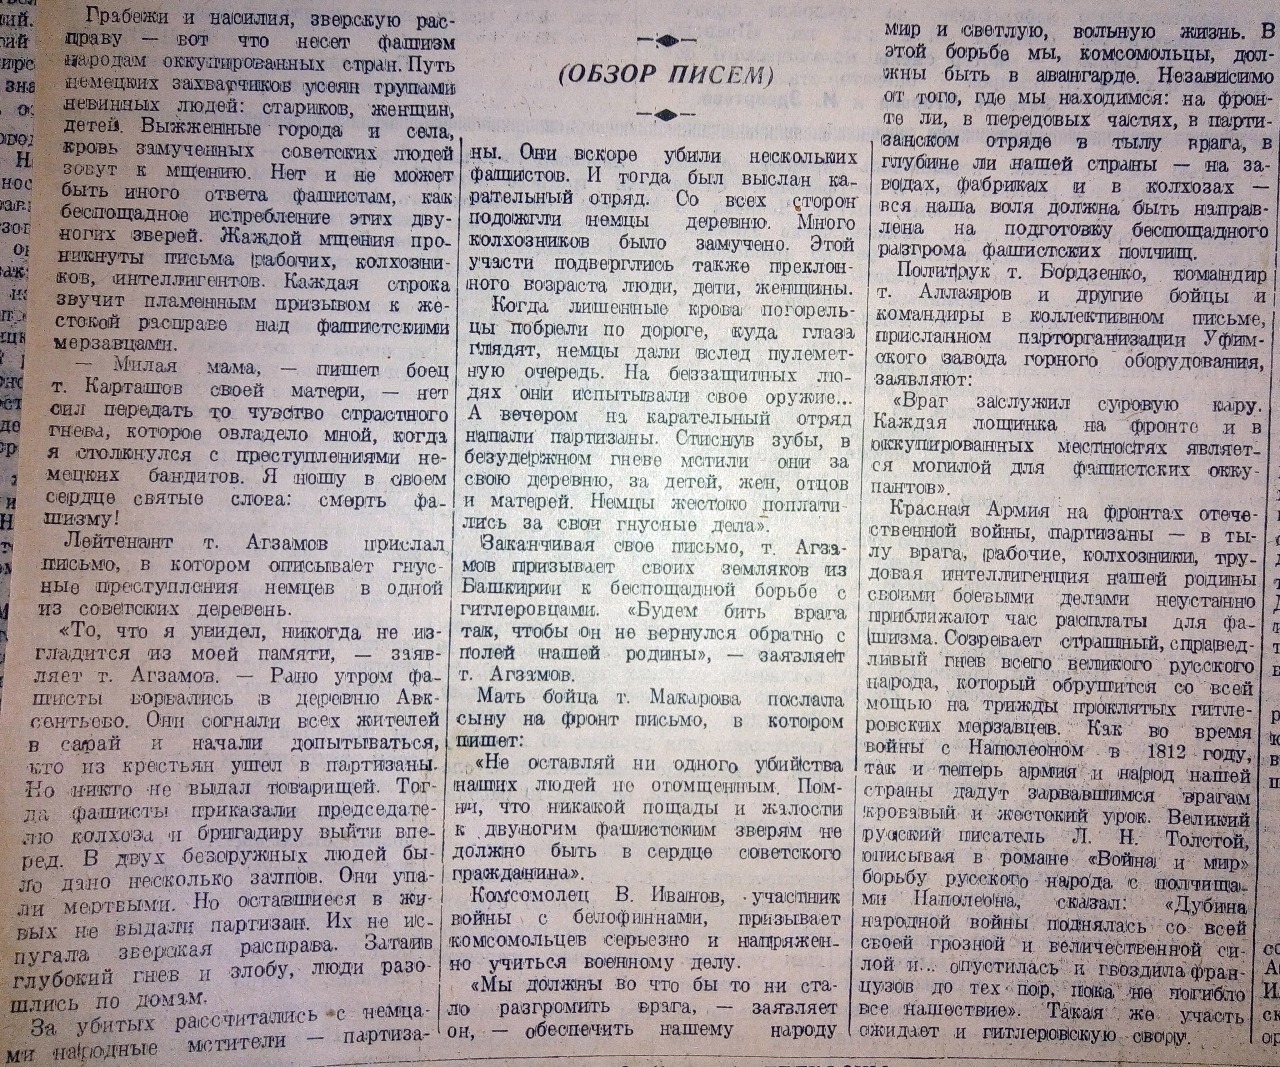 Грабежи и насилия, зверскую рас-
праву — вот что несет фашизм
народам оккупированных стран. Путь
немецких захватчиков усеян трупами
невинных людей: стариков, женщин,
детей. Выжженные города и села,
кровь замученных советских людей
зовут к мщению. Нет и не может
быть иного ответа фашистам, как
беспощадное истребление этих дву-
ногих зверей. Жаждой мщения про-
никнуты письма рабочих, колхозни-
ков, интеллигентов. Каждая строка
звучит пламенным призывом к же-
стокой расправе над фашистскими
мерзавцами.
— Милая мама, — пишет боец
т. Карташов своей матери, — нет
сил передать то чувство страстного
гнева, которое овладело мной, когда
я столкнулся с преступлениями не-
мецких бандитов. Я ношу в своем
сердце святые слова: смерть фа-
шизму!
Лейтенант т. Агзамов прислал
письмо, в котором описывает гнус-
ные преступления немцев в одной
из советских деревень.
«То, что я увидел, никогда не из-
гладится из моей памяти, — заяв-
ляет т. Агзамов. — Рано утром фа-
шисты ворвались в деревню Авк-
сентьево. Они согнали всех жителей
в сарай и начали допытываться,
кто из крестьян ушел в партизаны.
Но никто не выдал товарищей. Тог-
да фашисты приказали председате-
лю колхоза и бригадиру выйти впе-
ред. В двух безоружных людей бы-
ло дано несколько залпов. Они упа-
ли мертвыми. Но оставшиеся в жи-
вых не выдали партизан. Их не ис-
пугала зверская расправа. Затаив
глубокий гнев и злобу, люди разо-
шлись по домам.
За убитых рассчитались с немца-
ми народные мстители — партиза-
(ОБЗОР ПИСЕМ)
ны. Они вскоре убили нескольких
фашистов. И тогда был выслан ка-
рательный отряд. Со всех сторон
подожгли немцы деревню. Много
колхозников было замучено. Этой
участи подверглись также преклон-
ного возраста люди, дети, женщины.
Когда лишенные крова погорель-
цы побрели по дороге, куда глаза
глядят, немцы дали вслед пулемет-
ную очередь. На беззащитных лю-
дях они испытывали свое оружие...
А вечером на карательный отряд
напали партизаны. Стиснув зубы, в
безудержном гневе мстили они за
свою деревню, за детей, жен, отцов
и матерей. Немцы жестоко поплати-
лись за свои гнусные дела».
Заканчивая свое письмо, т. Агза-
мов призывает своих земляков из
Башкирии к беспощадной борьбе с
гитлеровцами. «Будем бить врага
так, чтобы он не вернулся обратно с
полей нашей родины», — заявляет
т. Агзамов.
Мать бойца т. Макарова послала
сыну на фронт письмо, в котором
пишет:
«Не оставляй ни одного убийства
наших людей не отомщенным. Пом-
ни, что никакой пощады и жалости
к двуногим фашистским зверям не
должно быть в сердце советского
гражданина».
Комсомолец В. Иванов, участник
войны с белофиннами, призывает
комсомольцев серьезно и напряжен-
но учиться военному делу.
«Мы должны во что бы то ни ста-
ло разгромить врага, — заявляет
он, — обеспечить нашему народу
мир и светлую, вольную жизнь. В
этой борьбе мы, комсомольцы, дол-
жны быть в авангарде. Независимо
от того, где мы находимся: на фрон-
те ли, в передовых частях, в парти-
занском отряде в тылу врага, в
глубине ли нашей страны — на за-
водах, фабриках и в колхозах —
вся наша воля должна быть направ-
лена на подготовку беспощадного
разгрома фашистских полчищ.
Политрук т. Бордзенко, командир
т. Аллаяров и другие бойцы и
командиры в коллективном письме,
присланном парторганизации Уфим-
ского завода горного оборудования,
заявляют:
«Враг заслужил суровую кару.
Каждая лощинка на фронте и в
оккупированных местностях являет-
ся могилой для фашистских окку-
пантов».
Красная Армия на фронтах отече-
ственной войны, партизаны — в ты-
лу врага, рабочие, колхозники, тру-
довая интеллигенция нашей родины
своими боевыми делами неустанно
приближают час расплаты для фа-
шизма. Созревает страшный, справед-
ливый гнев всего великого русского
народа, который обрушится со всей
мощью на трижды проклятых гитле-
ровских мерзавцев. Как во время
войны с Наполеоном в 1812 году,
так и теперь армия и народ нашей
страны дадут зарвавшимся врагам
кровавый и жестокий урок. Великий
русский писатель Л. Н. Толстой,
описывая в романе «Война и мир»
борьбу русского народа с полчища-
ми Наполеона, сказал: «Дубина
народной войны поднялась со всей
своей грозной и величественной си-
лой и... опустилась и гвоздила фран-
цузов до тех пор, пока не погибло
все нашествие». Такая же участь
ожидает и гитлеровскую свору.